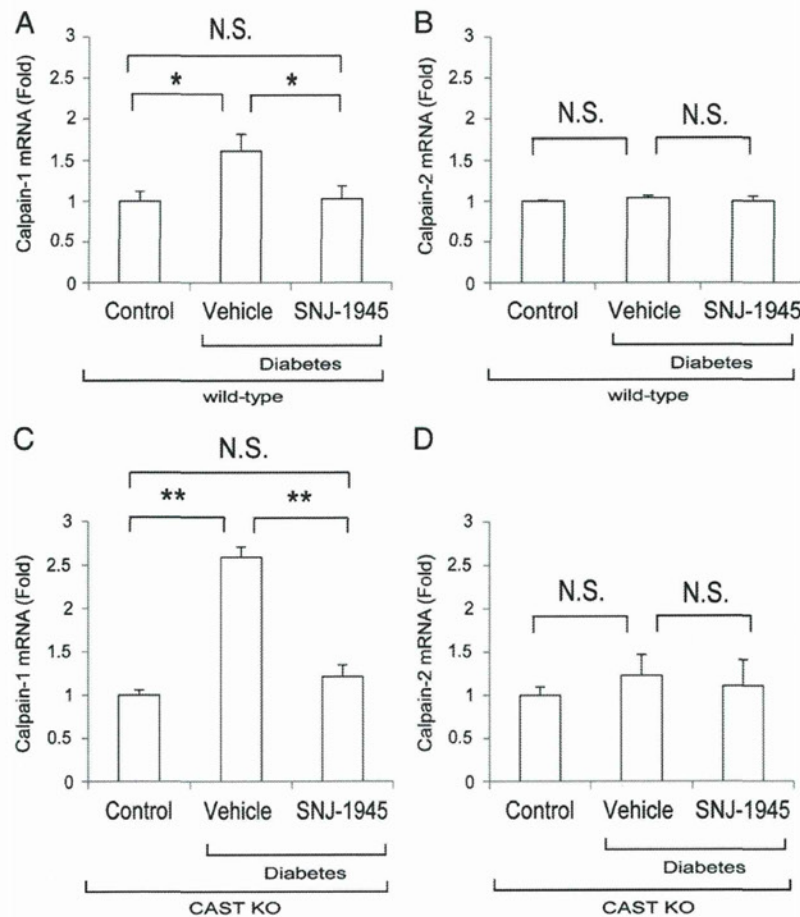 A
N.S.
*
*
Calpain-1 mRNA (Fold)
3
2.5
2
1.5
1
0.5
0
Control Vehicle SNJ-1945
Diabetes
wild-type
B
N.S.
N.S.
Calpain-2 mRNA (Fold)
3
2.5
2
1.5
1
0.5
0
Control Vehicle SNJ-1945
Diabetes
wild-type
C
N.S.
**
**
Calpain-1 mRNA (Fold)
3
2.5
2
1.5
1
0.5
0
Control Vehicle SNJ-1945
Diabetes
CAST KO
D
N.S.
N.S.
Calpain-2 mRNA (Fold)
3
2.5
2
1.5
1
0.5
0
Control Vehicle SNJ-1945
Diabetes
CAST KO